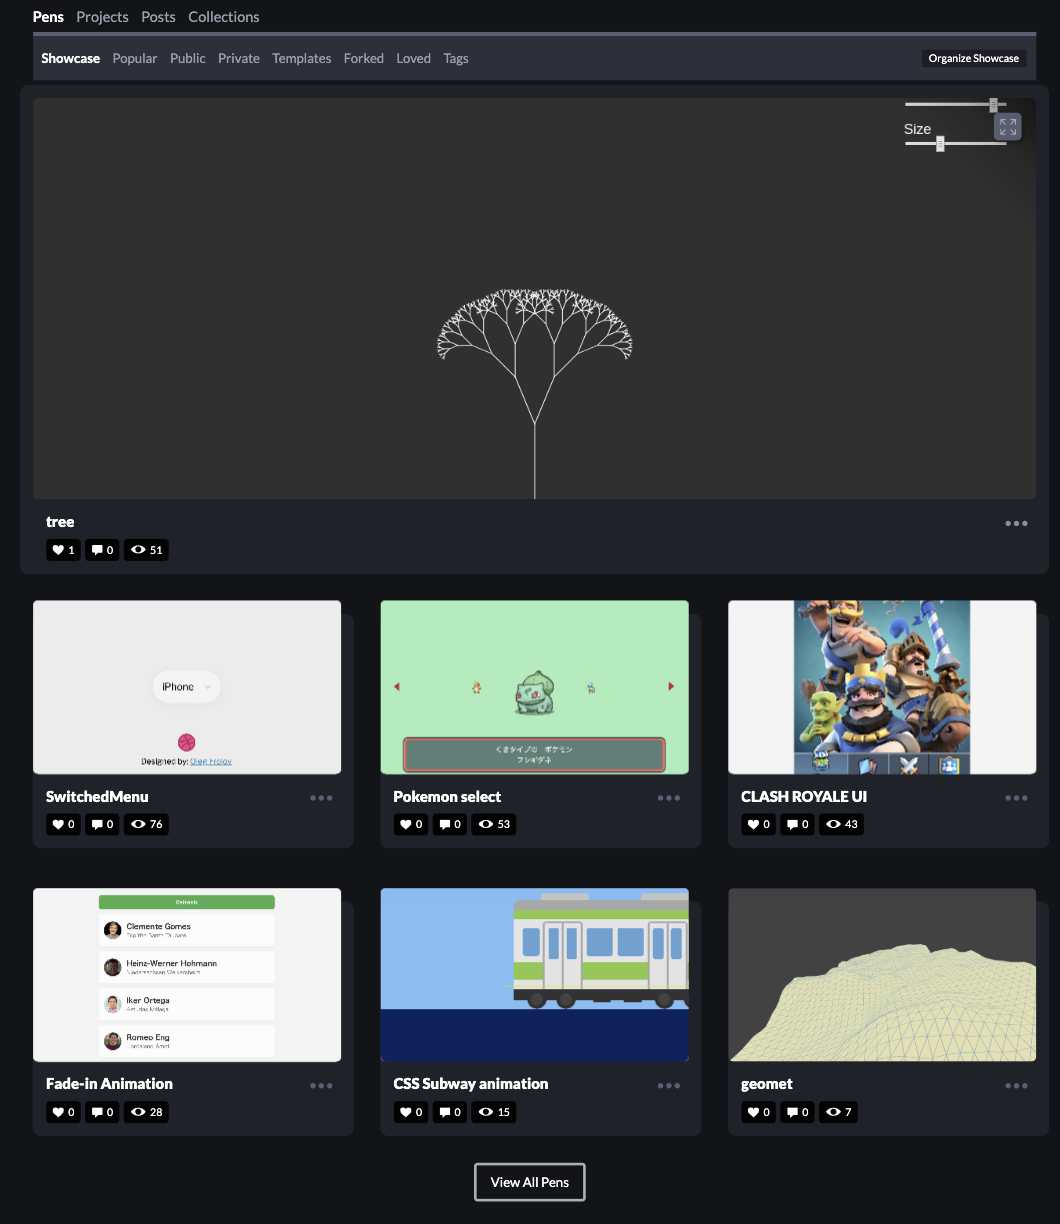 Pens Projects Posts Collections
Showcase Popular Public Private Templates Forked Loved Tags Organize Showcase
Size
tree
1 0 51
iPhone
Designed by: Oleg Frolov
SwitchedMenu
0 0 76
くさタイプの ポケモン
フシギダネ
Pokemon select
0 0 53
CLASH ROYALE UI
0 0 43
Refresh
Clemente Gomes
Heinz-Werner Hohmann
Iker Ortega
Romeo Eng
Fade-in Animation
0 0 28
CSS Subway animation
0 0 15
geomet
0 0 7
View All Pens